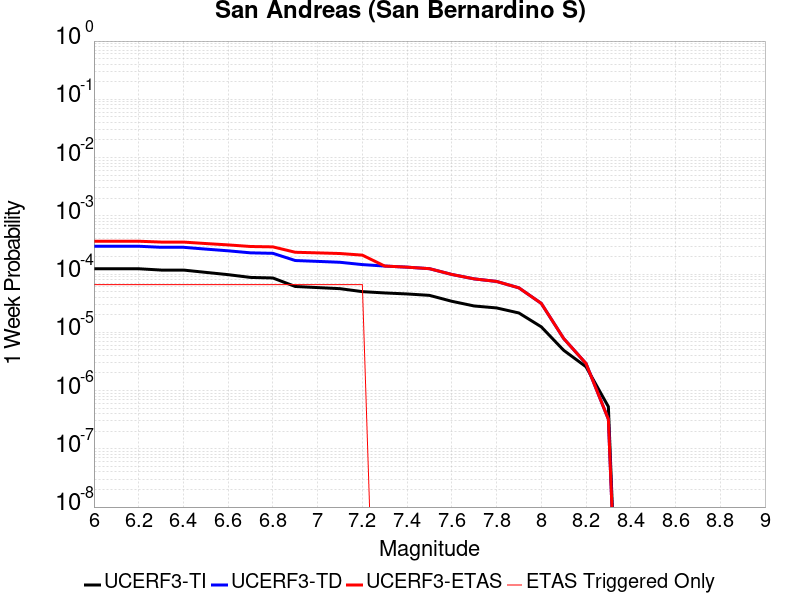 San Andreas (San Bernardino S)
10^0
10^-1
10^-2
10^-3
10^-4
10^-5
10^-6
10^-7
10^-8
1 Week Probability
6 6.2 6.4 6.6 6.8 7 7.2 7.4 7.6 7.8 8 8.2 8.4 8.6 8.8 9
Magnitude
UCERF3-TI UCERF3-TD UCERF3-ETAS ETAS Triggered Only